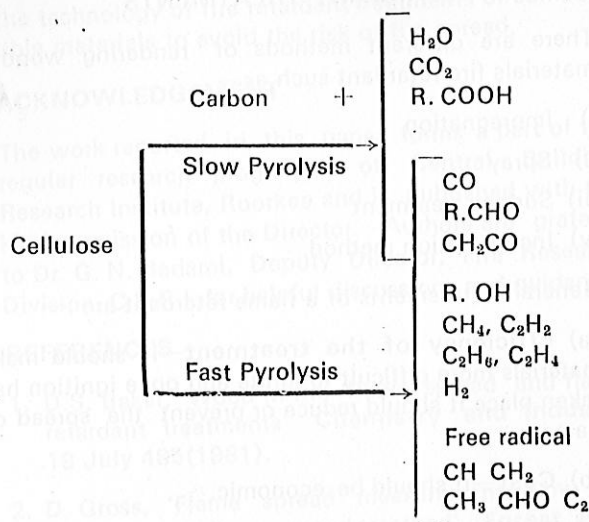 H₂O
CO₂
Carbon + R. COOH
Slow Pyrolysis
CO
R.CHO
Cellulose CH₂CO
R. OH
CH₄, C₂H₂
C₂H₆, C₂H₄
Fast Pyrolysis H₂
Free radical
CH CH₂
CH₃ CHO C₂